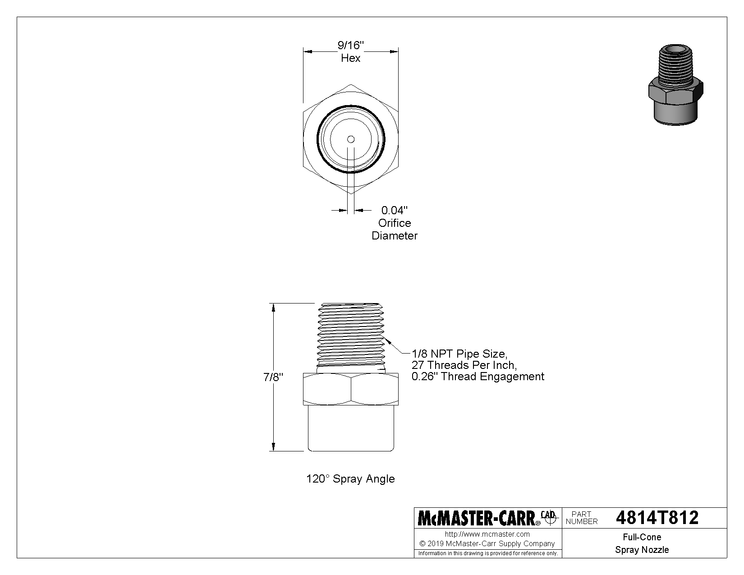 9/16"
Hex
0.04"
Orifice
Diameter
7/8"
1/8 NPT Pipe Size,
27 Threads Per Inch,
0.26" Thread Engagement
120° Spray Angle
McMASTER-CARR® CAD
http://www.mcmaster.com
© 2019 McMaster-Carr Supply Company
Information in this drawing is provided for reference only.
PART
NUMBER
4814T812
Full-Cone
Spray Nozzle